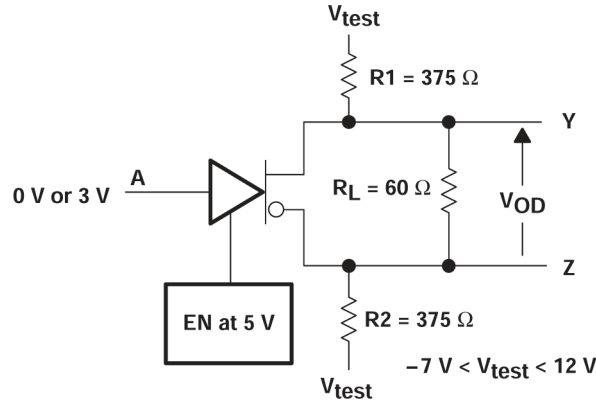 Vtest
R1 = 375 Ω
Y
A
0 V or 3 V
RL = 60 Ω
VOD
Z
EN at 5 V
R2 = 375 Ω
−7 V < Vtest < 12 V
Vtest